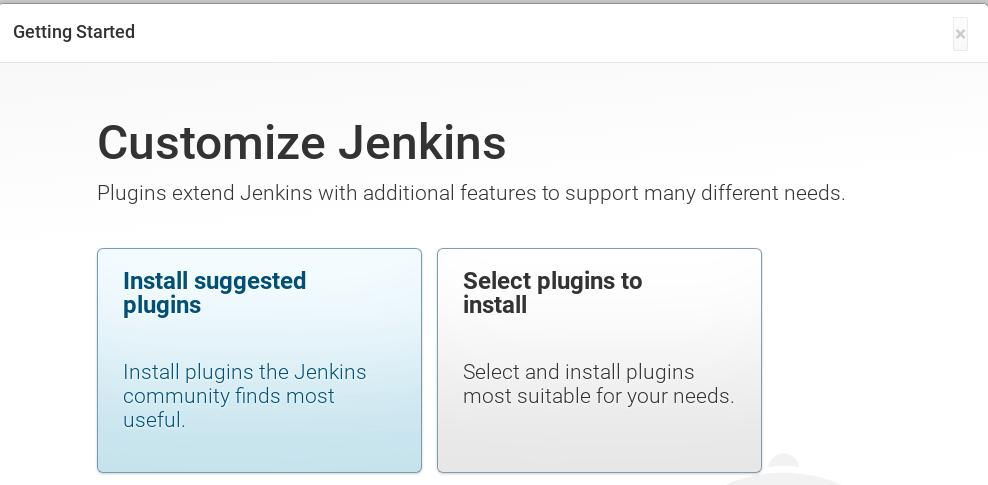 Getting Started
×
Customize Jenkins
Plugins extend Jenkins with additional features to support many different needs.
Install suggested
plugins
Install plugins the Jenkins
community finds most
useful.
Select plugins to
install
Select and install plugins
most suitable for your needs.